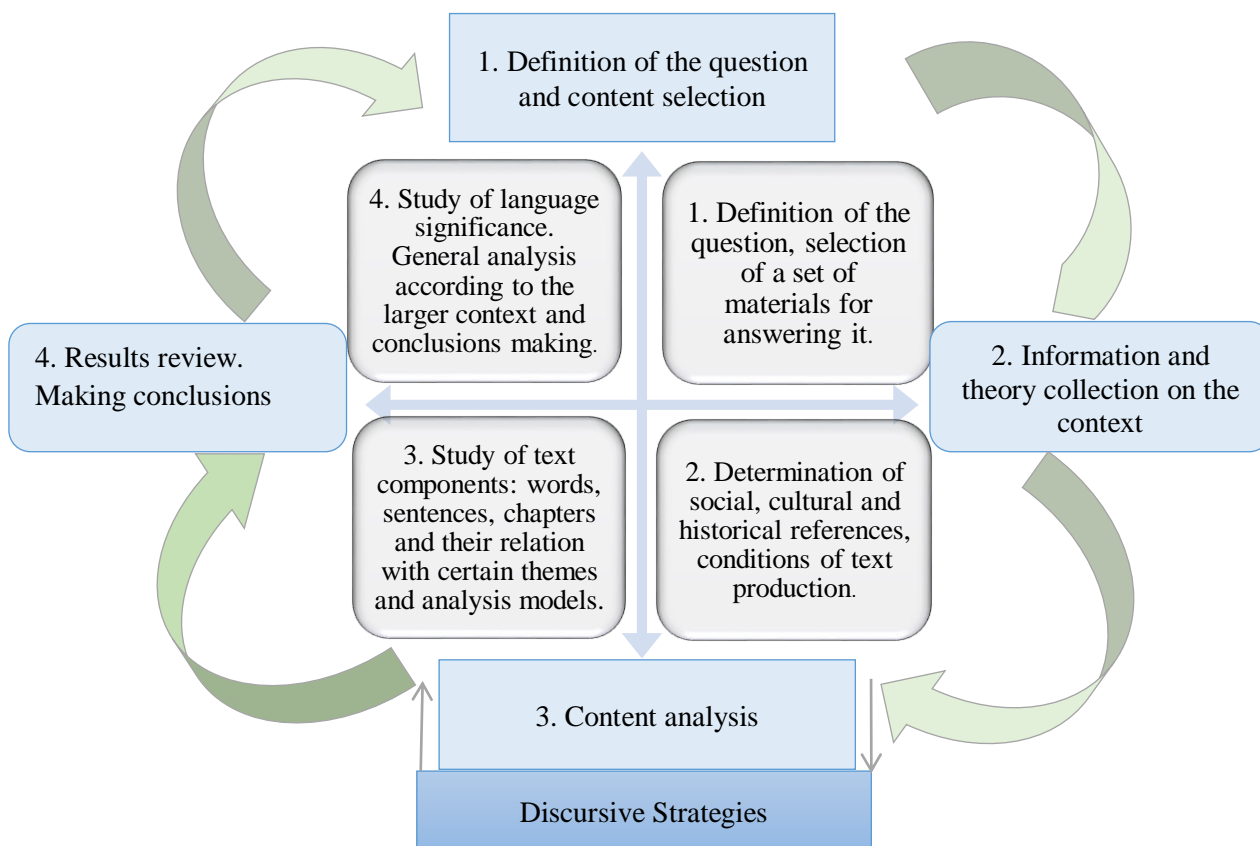 1. Definition of the question
and content selection
4. Study of language
significance.
General analysis
according to the
larger context and
conclusions making.
1. Definition of the
question, selection
of a set of
materials for
answering it.
4. Results review.
Making conclusions
2. Information and
theory collection on the
context
3. Study of text
components: words,
sentences, chapters
and their relation
with certain themes
and analysis models.
2. Determination of
social, cultural and
historical references,
conditions of text
production.
3. Content analysis
Discursive Strategies